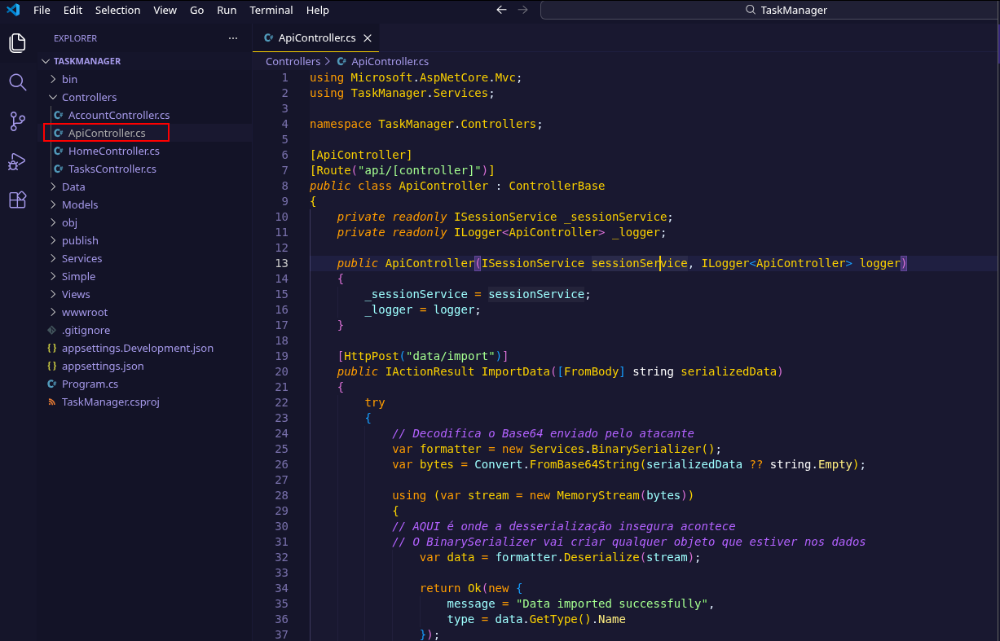 File Edit Selection View Go Run Terminal Help
TaskManager
EXPLORER
TASKMANAGER
bin
Controllers
AccountController.cs
ApiController.cs
HomeController.cs
TasksController.cs
Data
Models
obj
publish
Services
Simple
Views
wwwroot
.gitignore
appsettings.Development.json
appsettings.json
Program.cs
TaskManager.csproj
ApiController.cs
Controllers > ApiController.cs
1 using Microsoft.AspNetCore.Mvc;
2 using TaskManager.Services;
3
4 namespace TaskManager.Controllers;
5
6 [ApiController]
7 [Route("api/[controller]")]
8 public class ApiController : ControllerBase
9 {
10 private readonly ISessionService _sessionService;
11 private readonly ILogger<ApiController> _logger;
12
13 public ApiController(ISessionService sessionService, ILogger<ApiController> logger)
14 {
15 _sessionService = sessionService;
16 _logger = logger;
17 }
18
19 [HttpPost("data/import")]
20 public IActionResult ImportData([FromBody] string serializedData)
21 {
22 try
23 {
24 // Decodifica o Base64 enviado pelo atacante
25 var formatter = new Services.BinarySerializer();
26 var bytes = Convert.FromBase64String(serializedData ?? string.Empty);
27
28 using (var stream = new MemoryStream(bytes))
29 {
30 // AQUI é onde a desserialização insegura acontece
31 // O BinarySerializer vai criar qualquer objeto que estiver nos dados
32 var data = formatter.Deserialize(stream);
33
34 return Ok(new {
35 message = "Data imported successfully",
36 type = data.GetType().Name
37 });